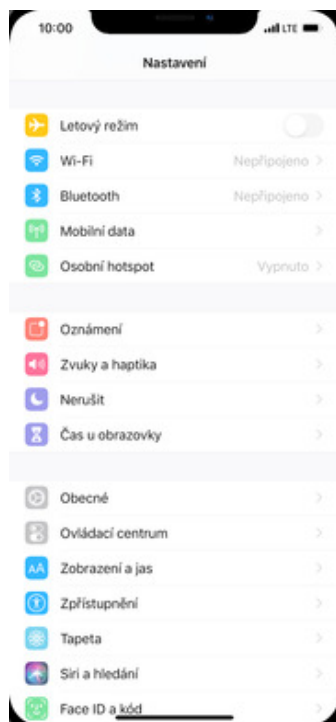 10:00 LTE
Nastavení
Letový režim
Wi-Fi Nepřipojeno
Bluetooth Nepřipojeno
Mobilní data
Osobní hotspot Vypnuto
Oznámení
Zvuky a haptika
Nerušit
Čas u obrazovky
Obecné
Ovládací centrum
AA Zobrazení a jas
Zpřístupnění
Tapeta
Siri a hledání
Face ID a kód